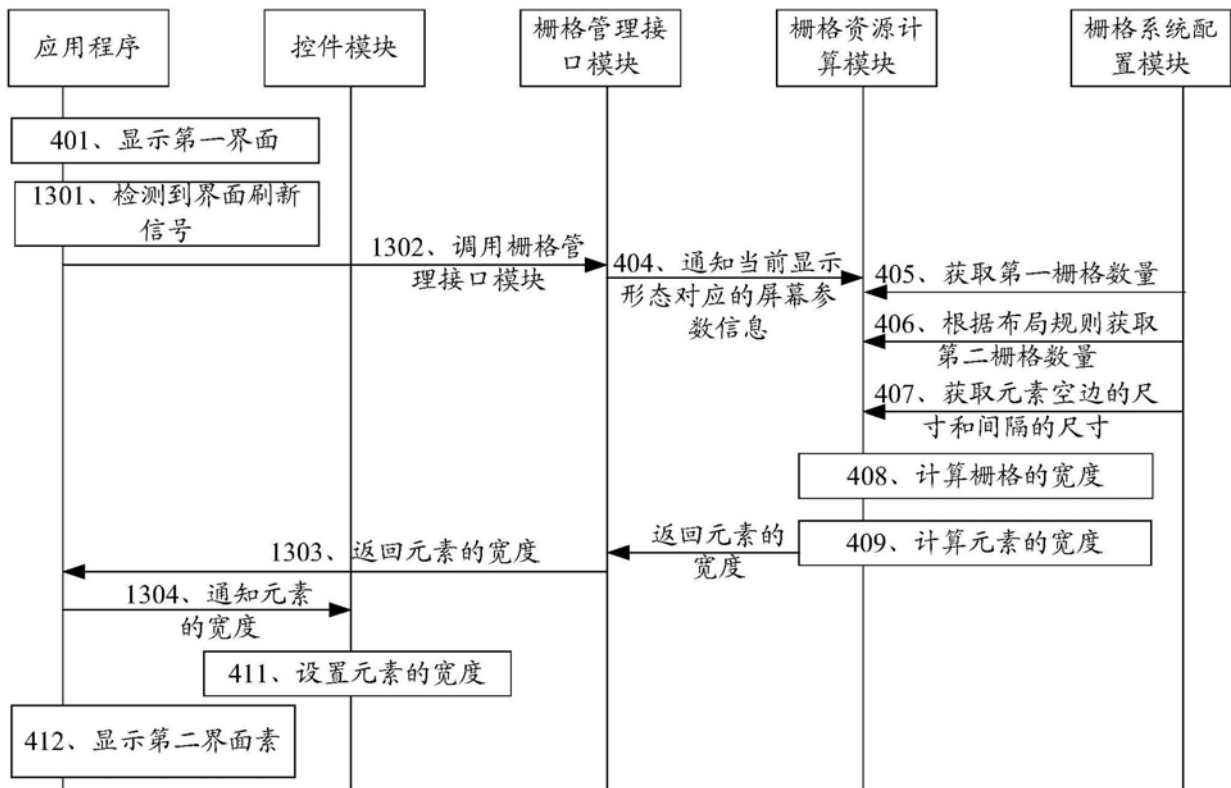 应用程序
控件模块
栅格管理接
口模块
栅格资源计
算模块
栅格系统配
置模块
401、显示第一界面
1301、检测到界面刷新
信号
1302、调用栅格管
理接口模块
404、通知当前显示
形态对应的屏幕参
数信息
405、获取第一栅格数量
406、根据布局规则获取
第二栅格数量
407、获取元素空边的尺
寸和间隔的尺寸
408、计算栅格的宽度
409、计算元素的宽度
返回元素的
宽度
1303、返回元素的宽度
1304、通知元素
的宽度
411、设置元素的宽度
412、显示第二界面素